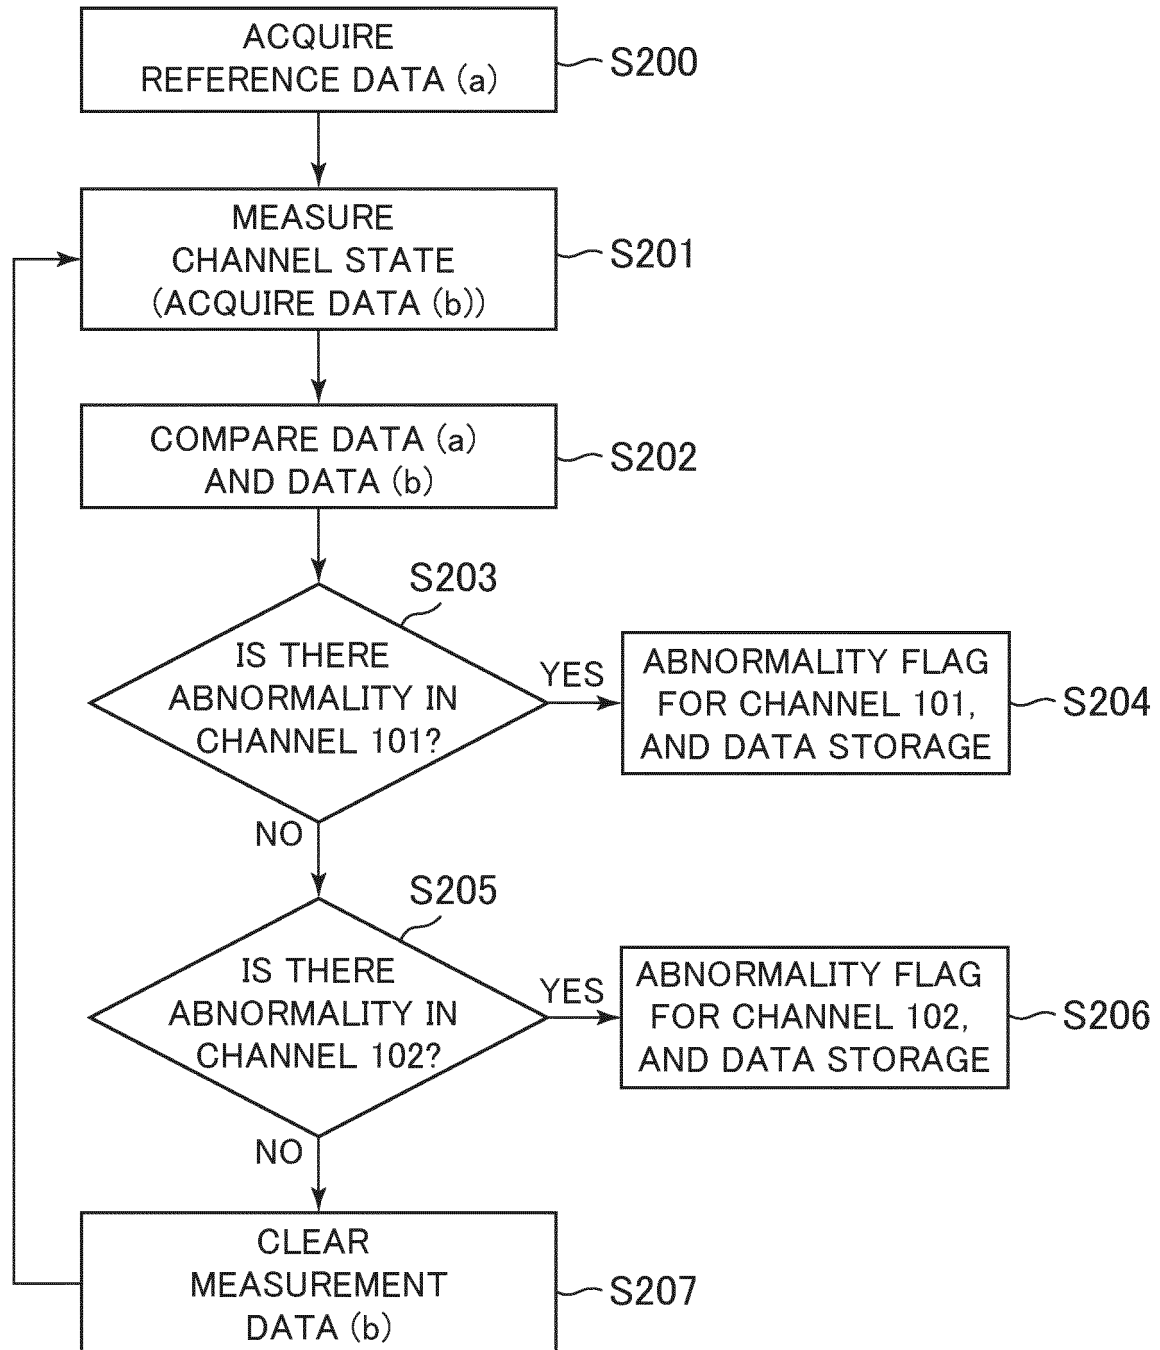 ACQUIRE
REFERENCE DATA (a)
S200
MEASURE
CHANNEL STATE
(ACQUIRE DATA (b))
S201
COMPARE DATA (a)
AND DATA (b)
S202
S203
IS THERE
ABNORMALITY IN
CHANNEL 101?
YES
ABNORMALITY FLAG
FOR CHANNEL 101,
AND DATA STORAGE
S204
NO
S205
IS THERE
ABNORMALITY IN
CHANNEL 102?
YES
ABNORMALITY FLAG
FOR CHANNEL 102,
AND DATA STORAGE
S206
NO
CLEAR
MEASUREMENT
DATA (b)
S207